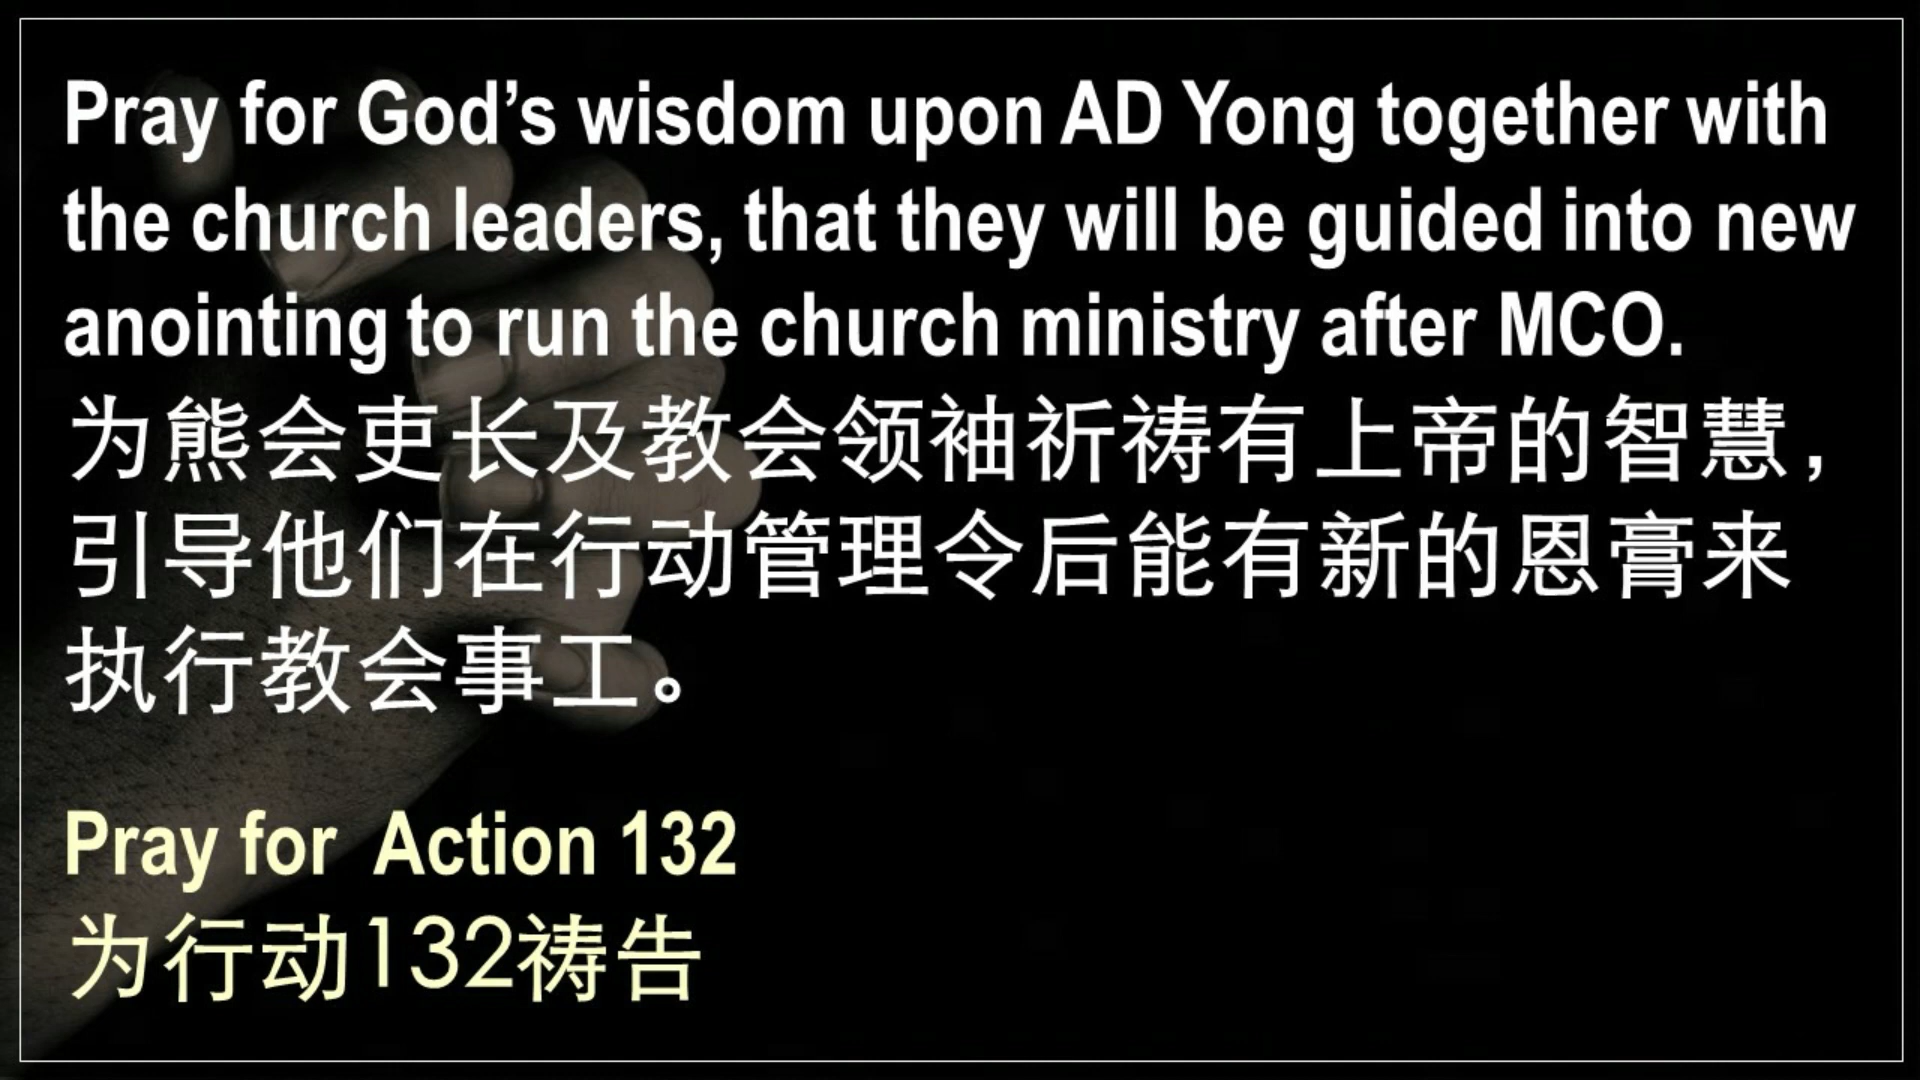 Pray for God’s wisdom upon AD Yong together with
the church leaders, that they will be guided into new
anointing to run the church ministry after MCO.
为熊会吏长及教会领袖祈祷有上帝的智慧，
引导他们在行动管理令后能有新的恩膏来
执行教会事工。
Pray for  Action 132
为行动132祷告